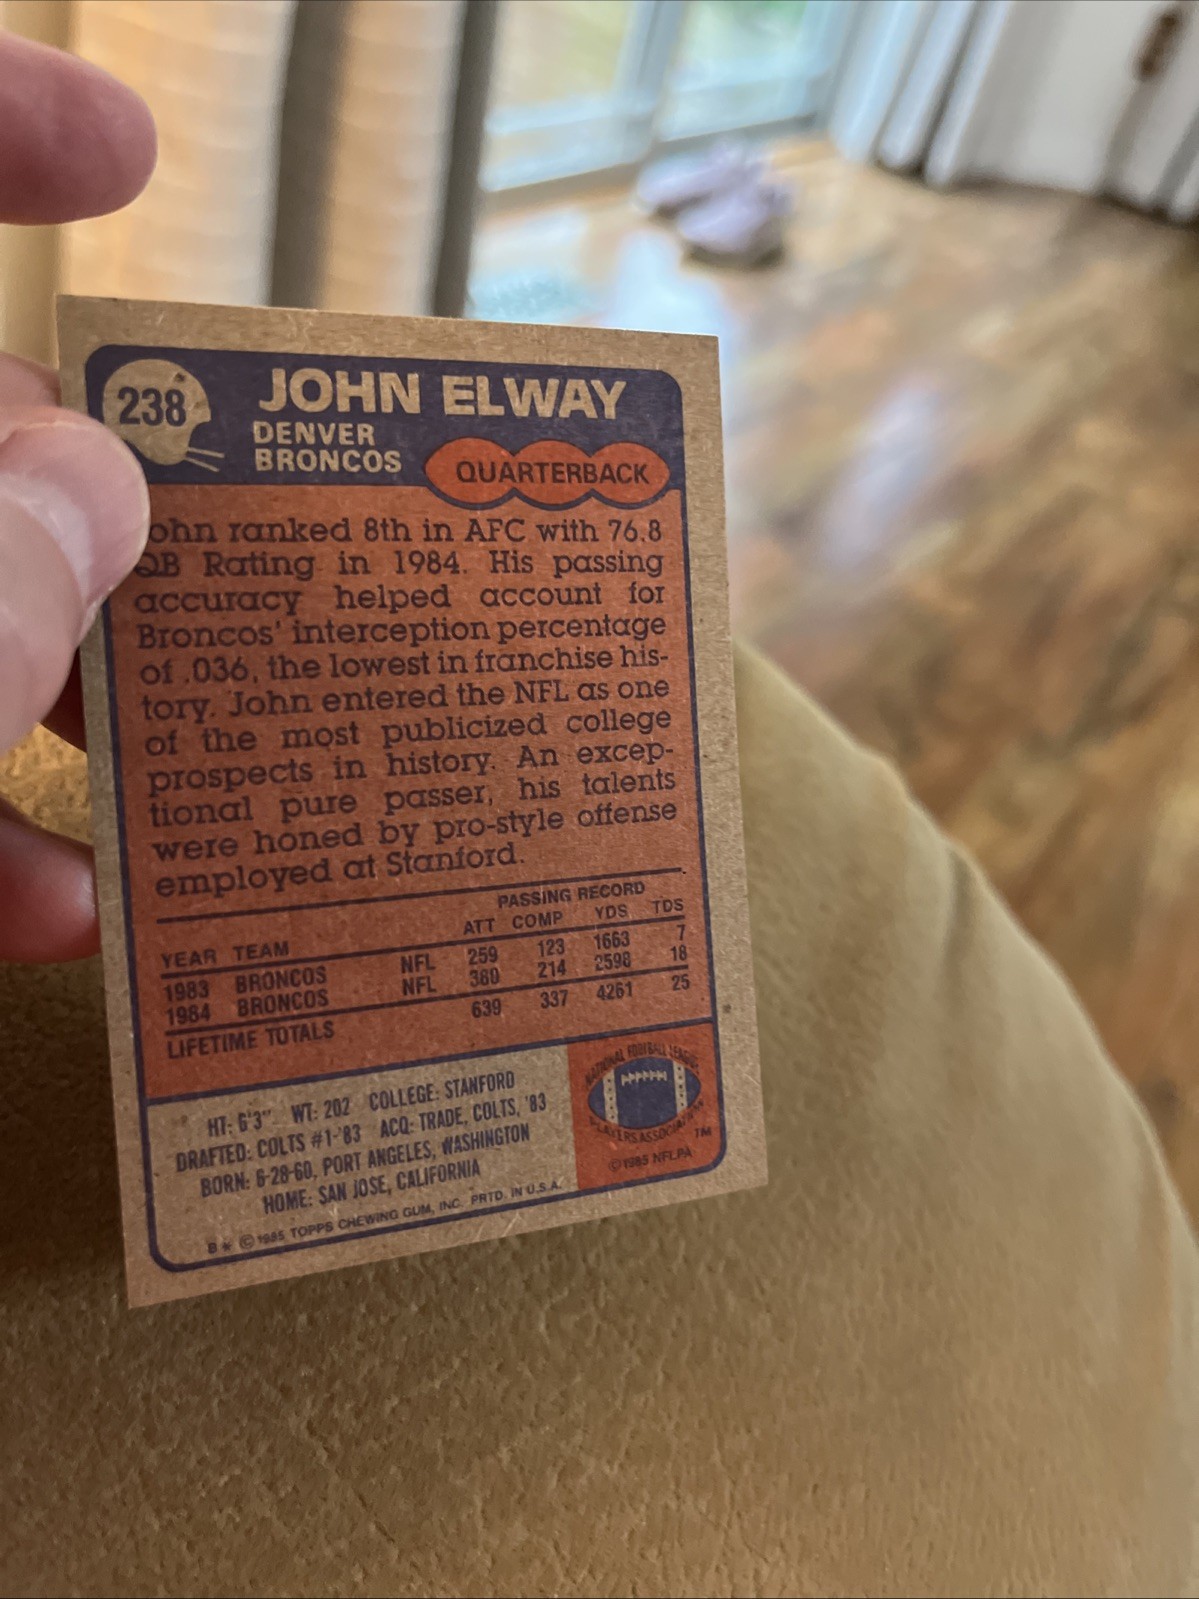 238
JOHN ELWAY
DENVER
BRONCOS
QUARTERBACK
ohn ranked 8th in AFC with 76.8
QB Rating in 1984. His passing
accuracy helped account for
Broncos' interception percentage
of .036, the lowest in franchise his-
tory. John entered the NFL as one
of the most publicized college
prospects in history. An excep-
tional pure passer, his talents
were honed by pro-style offense
employed at Stanford.
PASSING RECORD
YEAR TEAM ATT COMP YDS TDS
1983 BRONCOS NFL 259 123 1663 7
1984 BRONCOS NFL 380 214 2598 18
LIFETIME TOTALS 639 337 4261 25
HT: 6'3" WT: 202 COLLEGE: STANFORD
DRAFTED: COLTS #1-'83 ACQ: TRADE, COLTS, '83
BORN: 6-28-60, PORT ANGELES, WASHINGTON
HOME: SAN JOSE, CALIFORNIA
B* © 1985 TOPPS CHEWING GUM, INC. PRTD. IN U.S.A.
NATIONAL FOOTBALL LEAGUE
PLAYERS ASSOCIATION
TM
© 1985 NFLPA